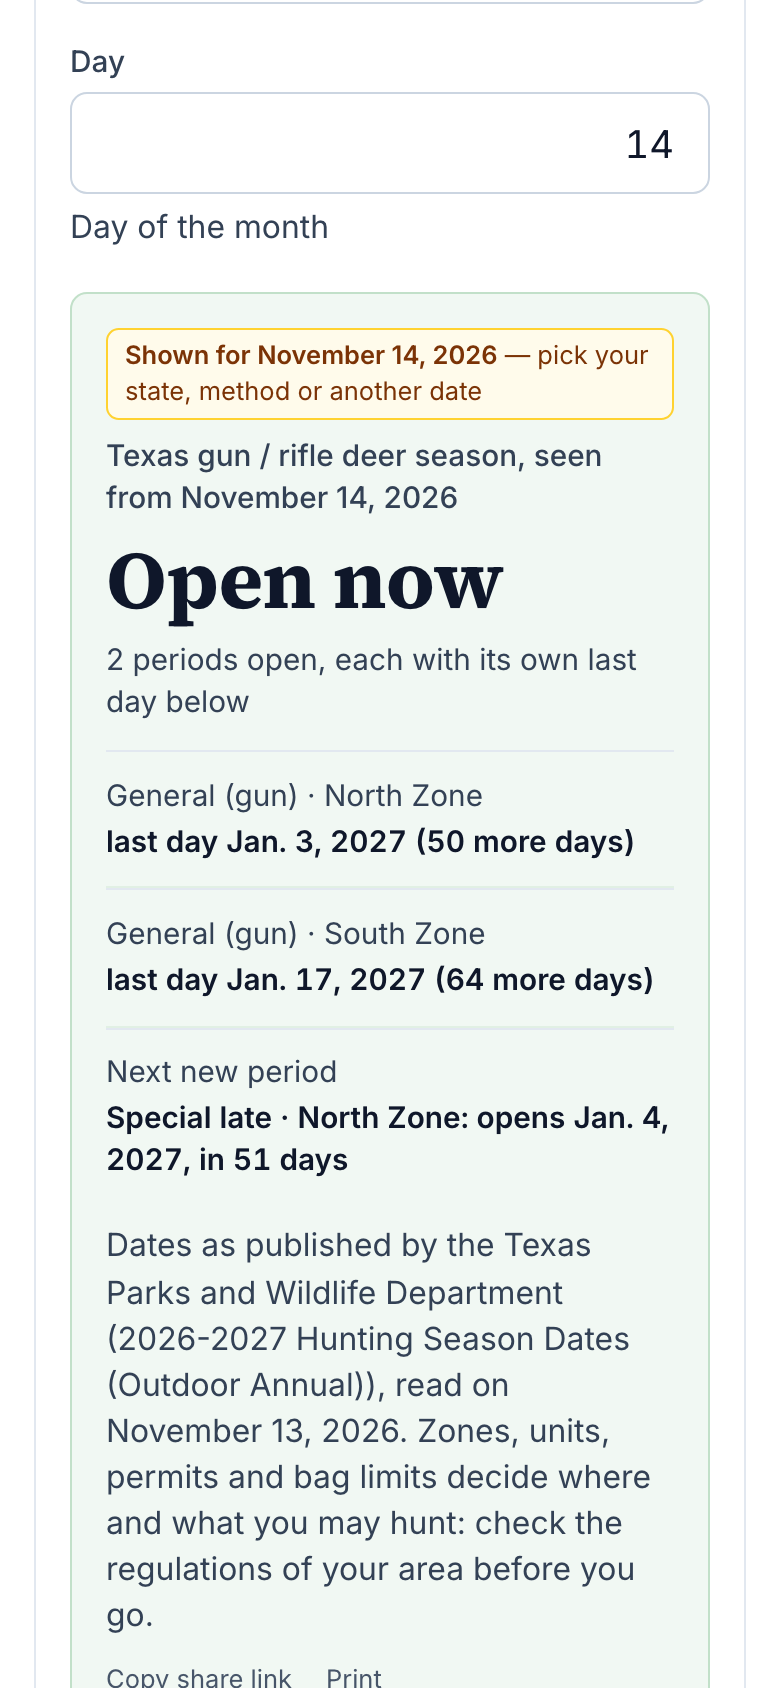 Day
14
Day of the month
Shown for November 14, 2026 — pick your
state, method or another date
Texas gun / rifle deer season, seen
from November 14, 2026
Open now
2 periods open, each with its own last
day below
General (gun) · North Zone
last day Jan. 3, 2027 (50 more days)
General (gun) · South Zone
last day Jan. 17, 2027 (64 more days)
Next new period
Special late · North Zone: opens Jan. 4,
2027, in 51 days
Dates as published by the Texas
Parks and Wildlife Department
(2026-2027 Hunting Season Dates
(Outdoor Annual)), read on
November 13, 2026. Zones, units,
permits and bag limits decide where
and what you may hunt: check the
regulations of your area before you
go.
Copy share link Print